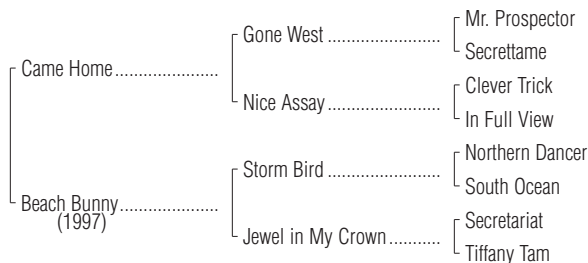 Mr. Prospector
Gone West
Secrettame
Came Home
Clever Trick
Nice Assay
In Full View
Northern Dancer
Storm Bird
South Ocean
Beach Bunny
(1997)
Secretariat
Jewel in My Crown
Tiffany Tam